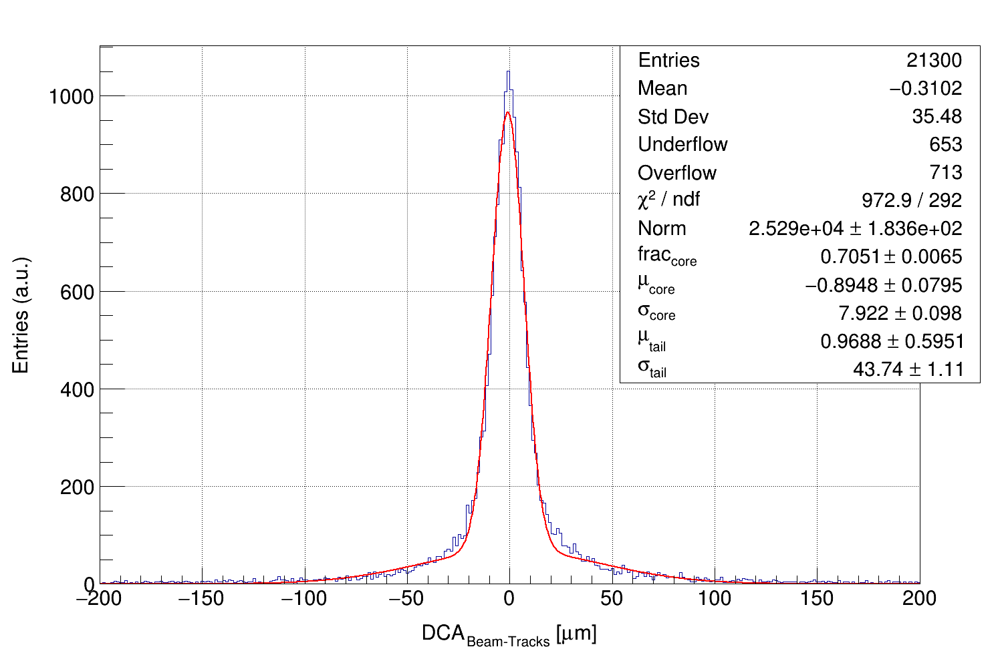 Entries 21300
Mean −0.3102
Std Dev 35.48
Underflow 653
Overflow 713
χ² / ndf 972.9 / 292
Norm 2.529e+04 ± 1.836e+02
frac_core 0.7051 ± 0.0065
μ_core −0.8948 ± 0.0795
σ_core 7.922 ± 0.098
μ_tail 0.9688 ± 0.5951
σ_tail 43.74 ± 1.11
1000
800
600
400
200
0
Entries (a.u.)
−200 −150 −100 −50 0 50 100 150 200
DCA_Beam-Tracks [μm]